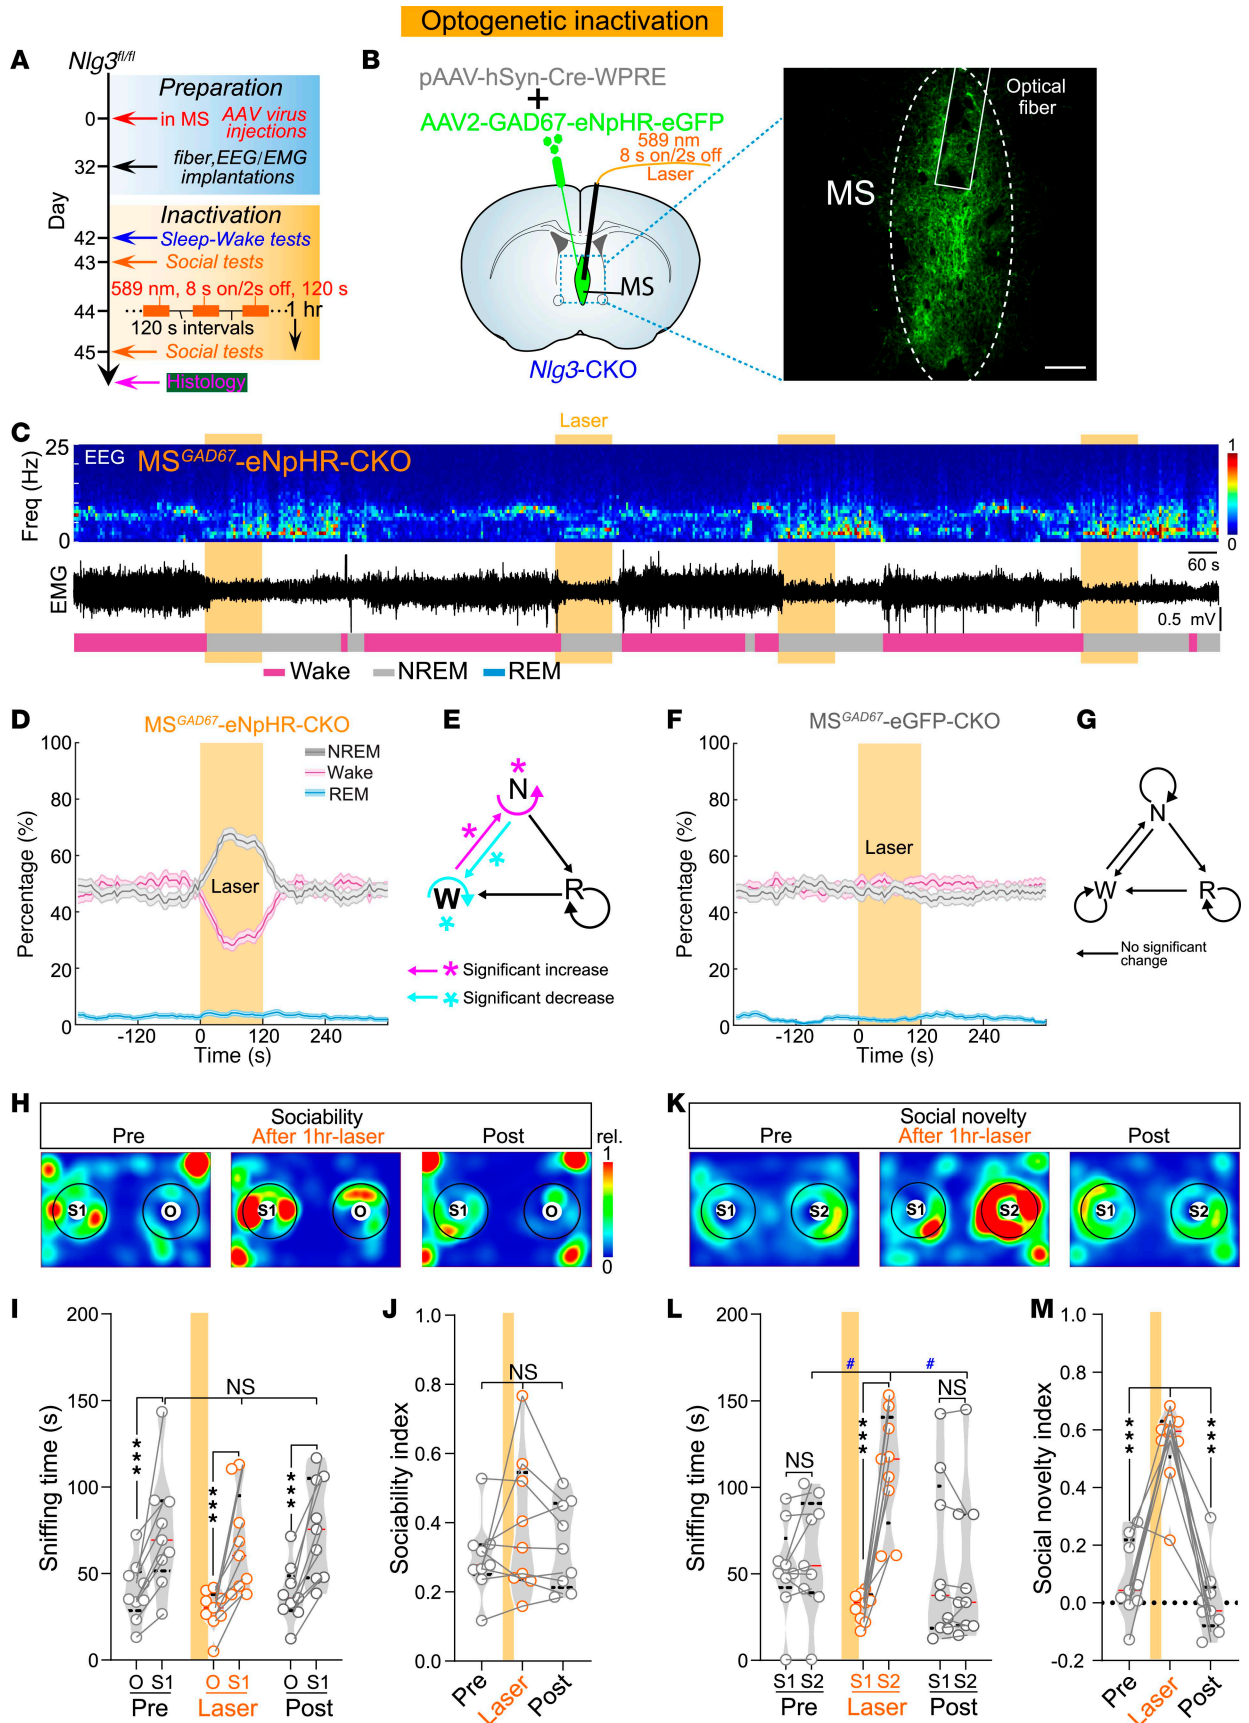 Optogenetic inactivation
A
Nlg3fl/fl
Preparation
0
in MS
AAV virus
injections
32
fiber,EEG/EMG
implantations
Day
Inactivation
42
Sleep-Wake tests
43
Social tests
589 nm, 8 s on/2s off, 120 s
44
1 hr
120 s intervals
45
Social tests
Histology
B
pAAV-hSyn-Cre-WPRE
+
AAV2-GAD67-eNpHR-eGFP
589 nm
8 s on/2s off
Laser
MS
Nlg3-CKO
MS
Optical
fiber
C
Laser
25
Freq (Hz)
0
EEG
MSGAD67-eNpHR-CKO
1
0
60 s
EMG
0.5 mV
Wake
NREM
REM
D
MSGAD67-eNpHR-CKO
100
80
60
40
20
0
Percentage (%)
NREM
Wake
REM
Laser
-120
0
120
240
Time (s)
E
*
N
*
*
W
*
R
* Significant increase
* Significant decrease
F
MSGAD67-eGFP-CKO
100
80
60
40
20
0
Percentage (%)
Laser
-120
0
120
240
Time (s)
G
N
W
R
No significant
change
H
Sociability
Pre
After 1hr-laser
Post
rel.
1
0
S1
O
S1
O
S1
O
K
Social novelty
Pre
After 1hr-laser
Post
S1
S2
S1
S2
S1
S2
I
200
150
100
50
0
Sniffing time (s)
NS
***
***
***
O S1
O S1
O S1
Pre
Laser
Post
J
1.0
0.8
0.6
0.4
0.2
0.0
Sociability index
NS
Pre
Laser
Post
L
200
150
100
50
0
Sniffing time (s)
#
#
NS
***
NS
S1 S2
S1 S2
S1 S2
Pre
Laser
Post
M
1.0
0.8
0.6
0.4
0.2
0.0
-0.2
Social novelty index
***
***
Pre
Laser
Post